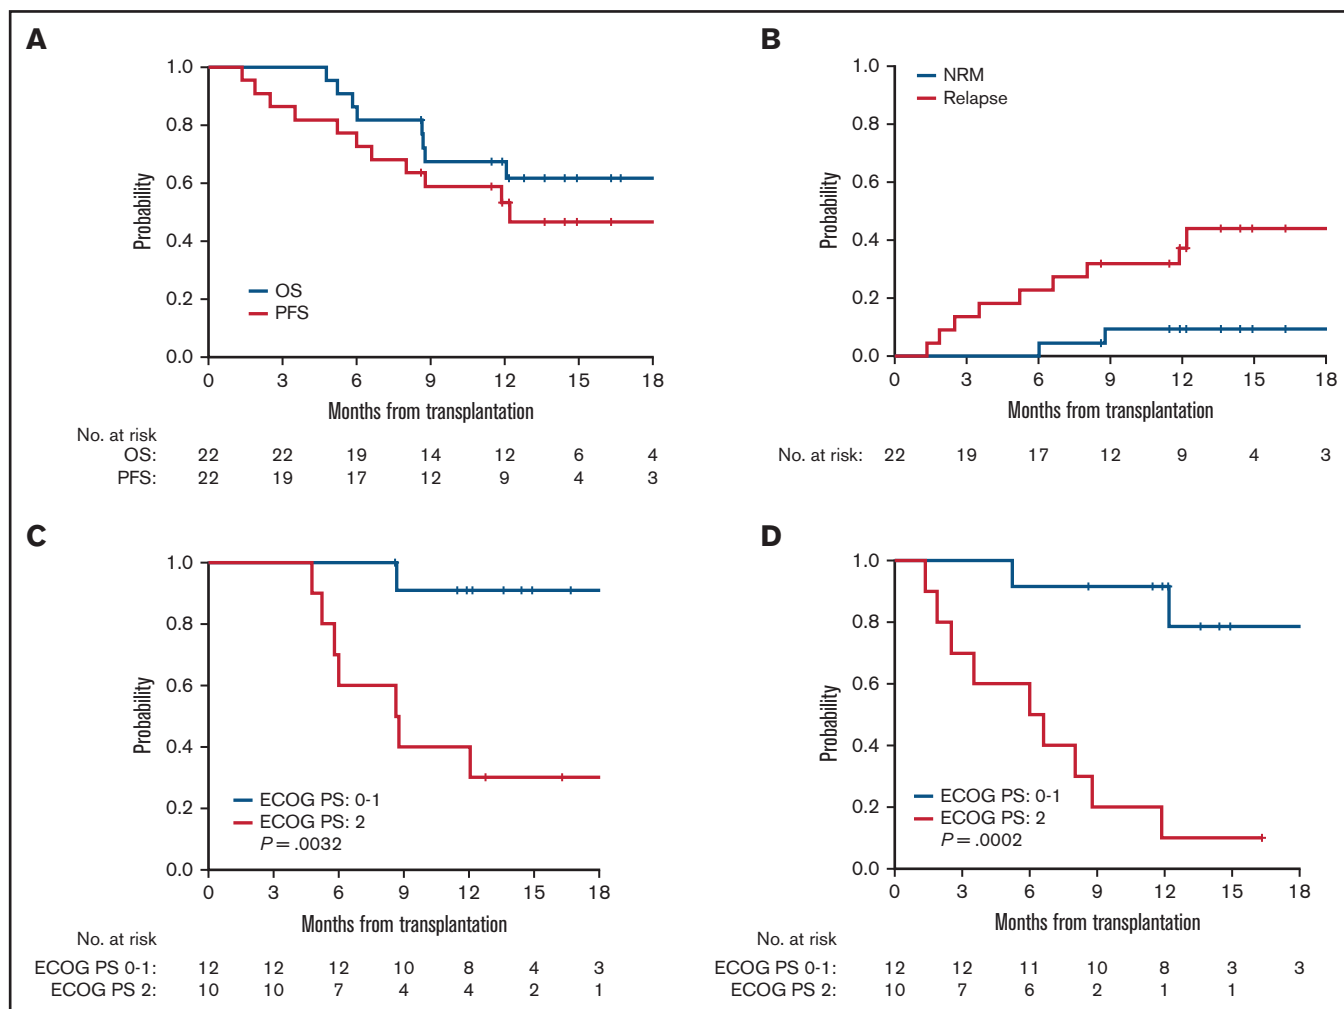 A
1.0
0.8
0.6
0.4
0.2
0.0
Probability
OS
PFS
0 3 6 9 12 15 18
Months from transplantation
No. at risk
OS: 22 22 19 14 12 6 4
PFS: 22 19 17 12 9 4 3
B
1.0
0.8
0.6
0.4
0.2
0.0
Probability
NRM
Relapse
0 3 6 9 12 15 18
Months from transplantation
No. at risk: 22 19 17 12 9 4 3
C
1.0
0.8
0.6
0.4
0.2
0.0
Probability
ECOG PS: 0-1
ECOG PS: 2
P = .0032
0 3 6 9 12 15 18
Months from transplantation
No. at risk
ECOG PS 0-1: 12 12 12 10 8 4 3
ECOG PS 2: 10 10 7 4 4 2 1
D
1.0
0.8
0.6
0.4
0.2
0.0
Probability
ECOG PS: 0-1
ECOG PS: 2
P = .0002
0 3 6 9 12 15 18
Months from transplantation
No. at risk
ECOG PS 0-1: 12 12 11 10 8 3 3
ECOG PS 2: 10 7 6 2 1 1